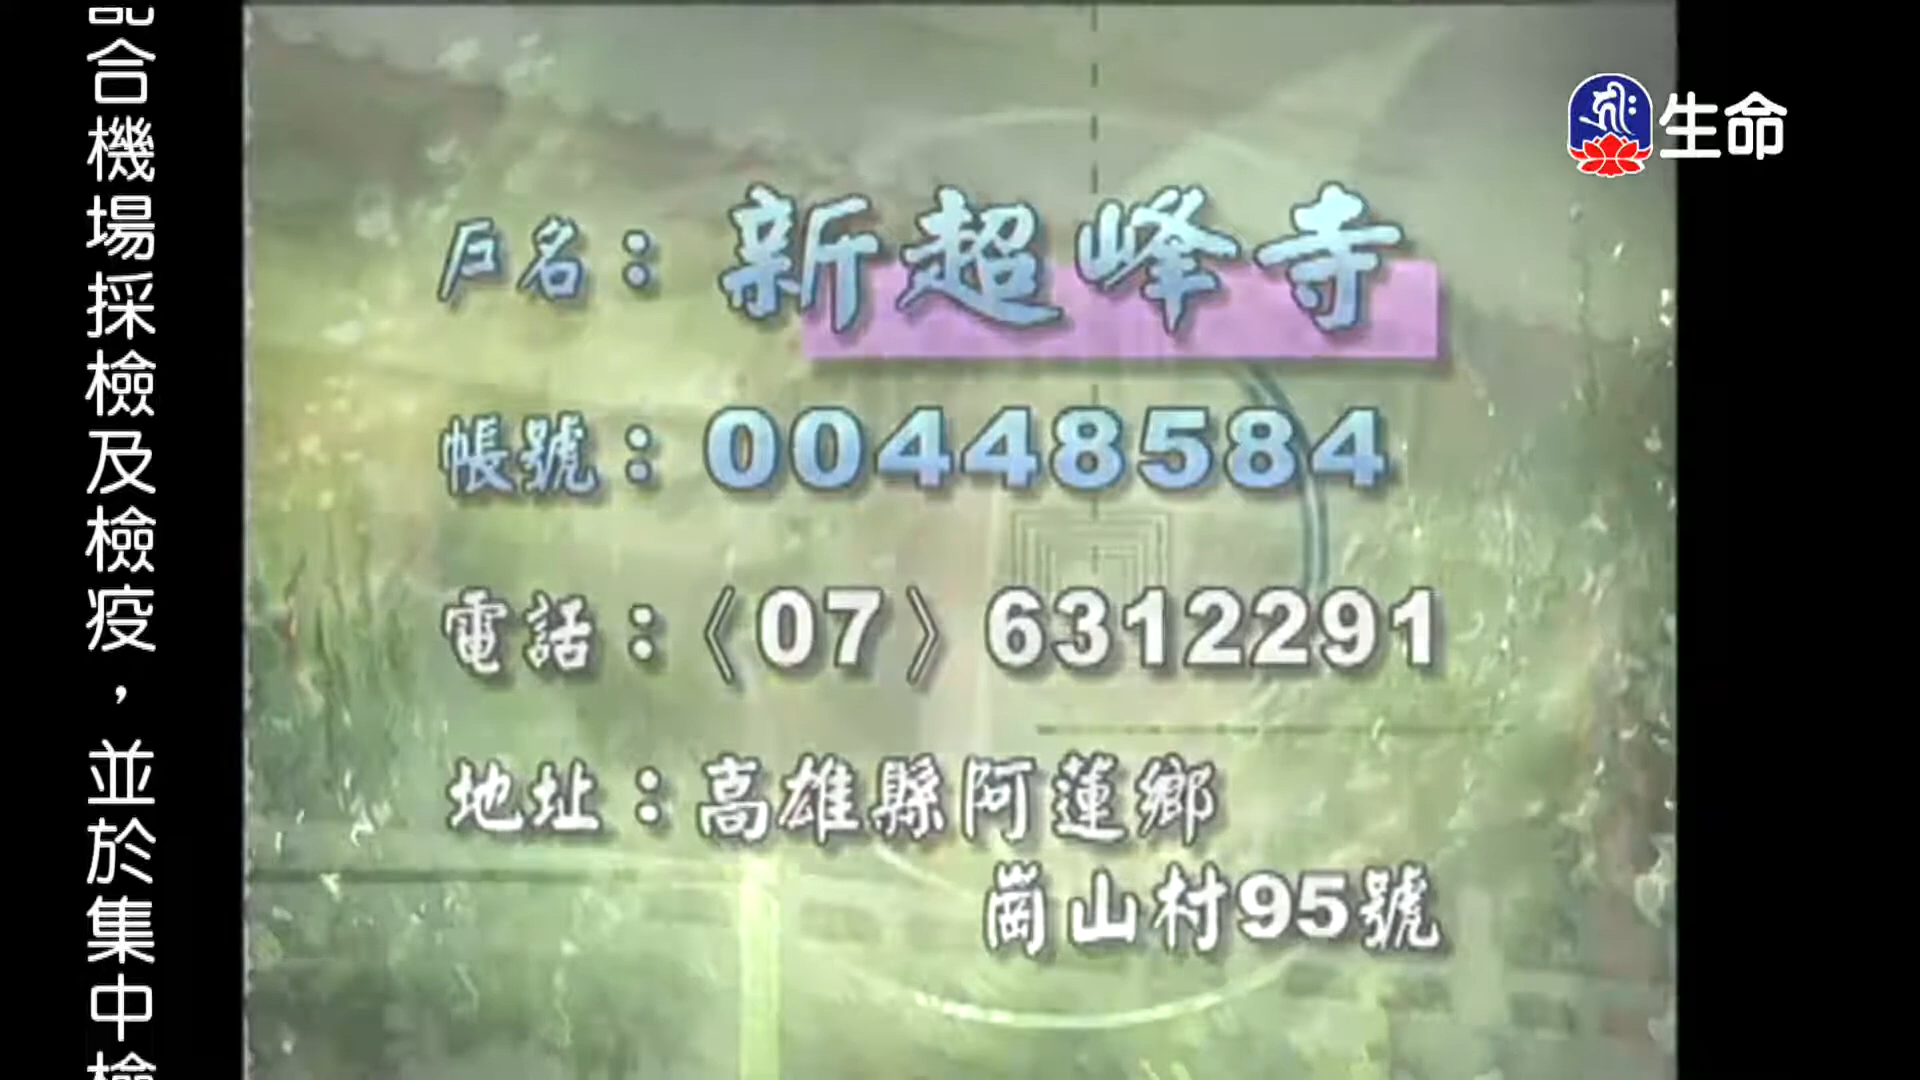 合機場採檢及檢疫，並於集中檢
生命
戶名：新超峰寺
帳號：00448584
電話：〈07〉6312291
地址：高雄縣阿蓮鄉
崗山村95號